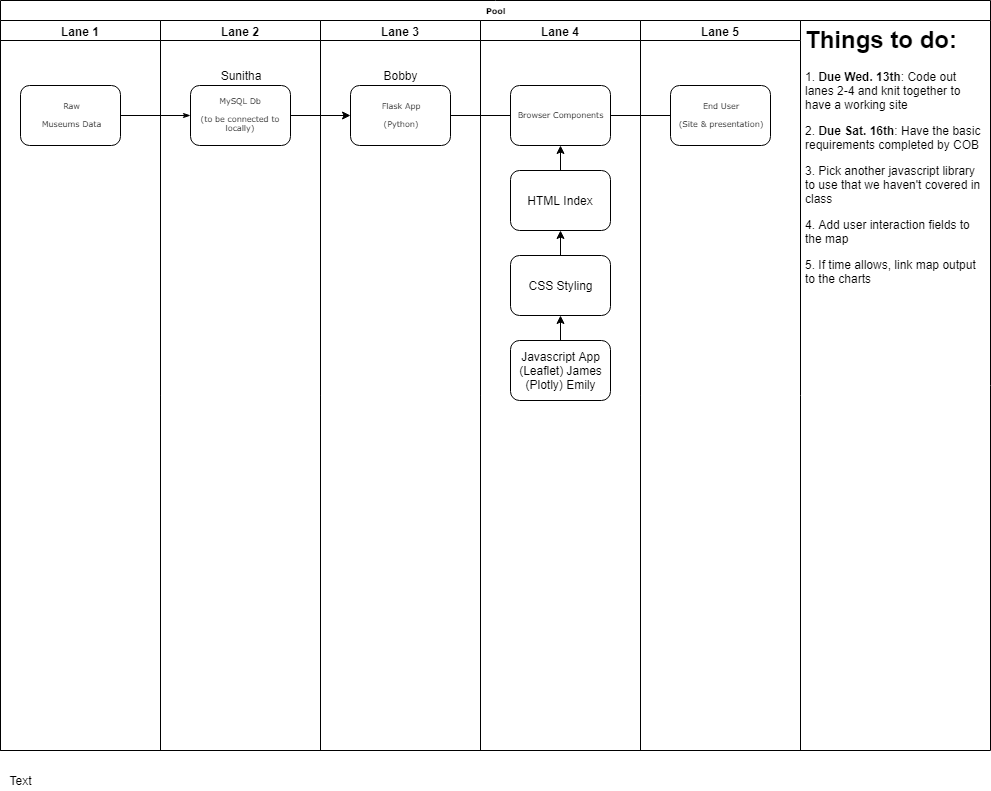 Pool
Lane 1
Lane 2
Lane 3
Lane 4
Lane 5
Sunitha
Bobby
Raw
Museums Data
MySQL Db
(to be connected to
locally)
Flask App
(Python)
Browser Components
End User
(Site & presentation)
HTML Index
CSS Styling
Javascript App
(Leaflet) James
(Plotly) Emily
Things to do:
1. Due Wed. 13th: Code out
lanes 2-4 and knit together to
have a working site
2. Due Sat. 16th: Have the basic
requirements completed by COB
3. Pick another javascript library
to use that we haven't covered in
class
4. Add user interaction fields to
the map
5. If time allows, link map output
to the charts
Text